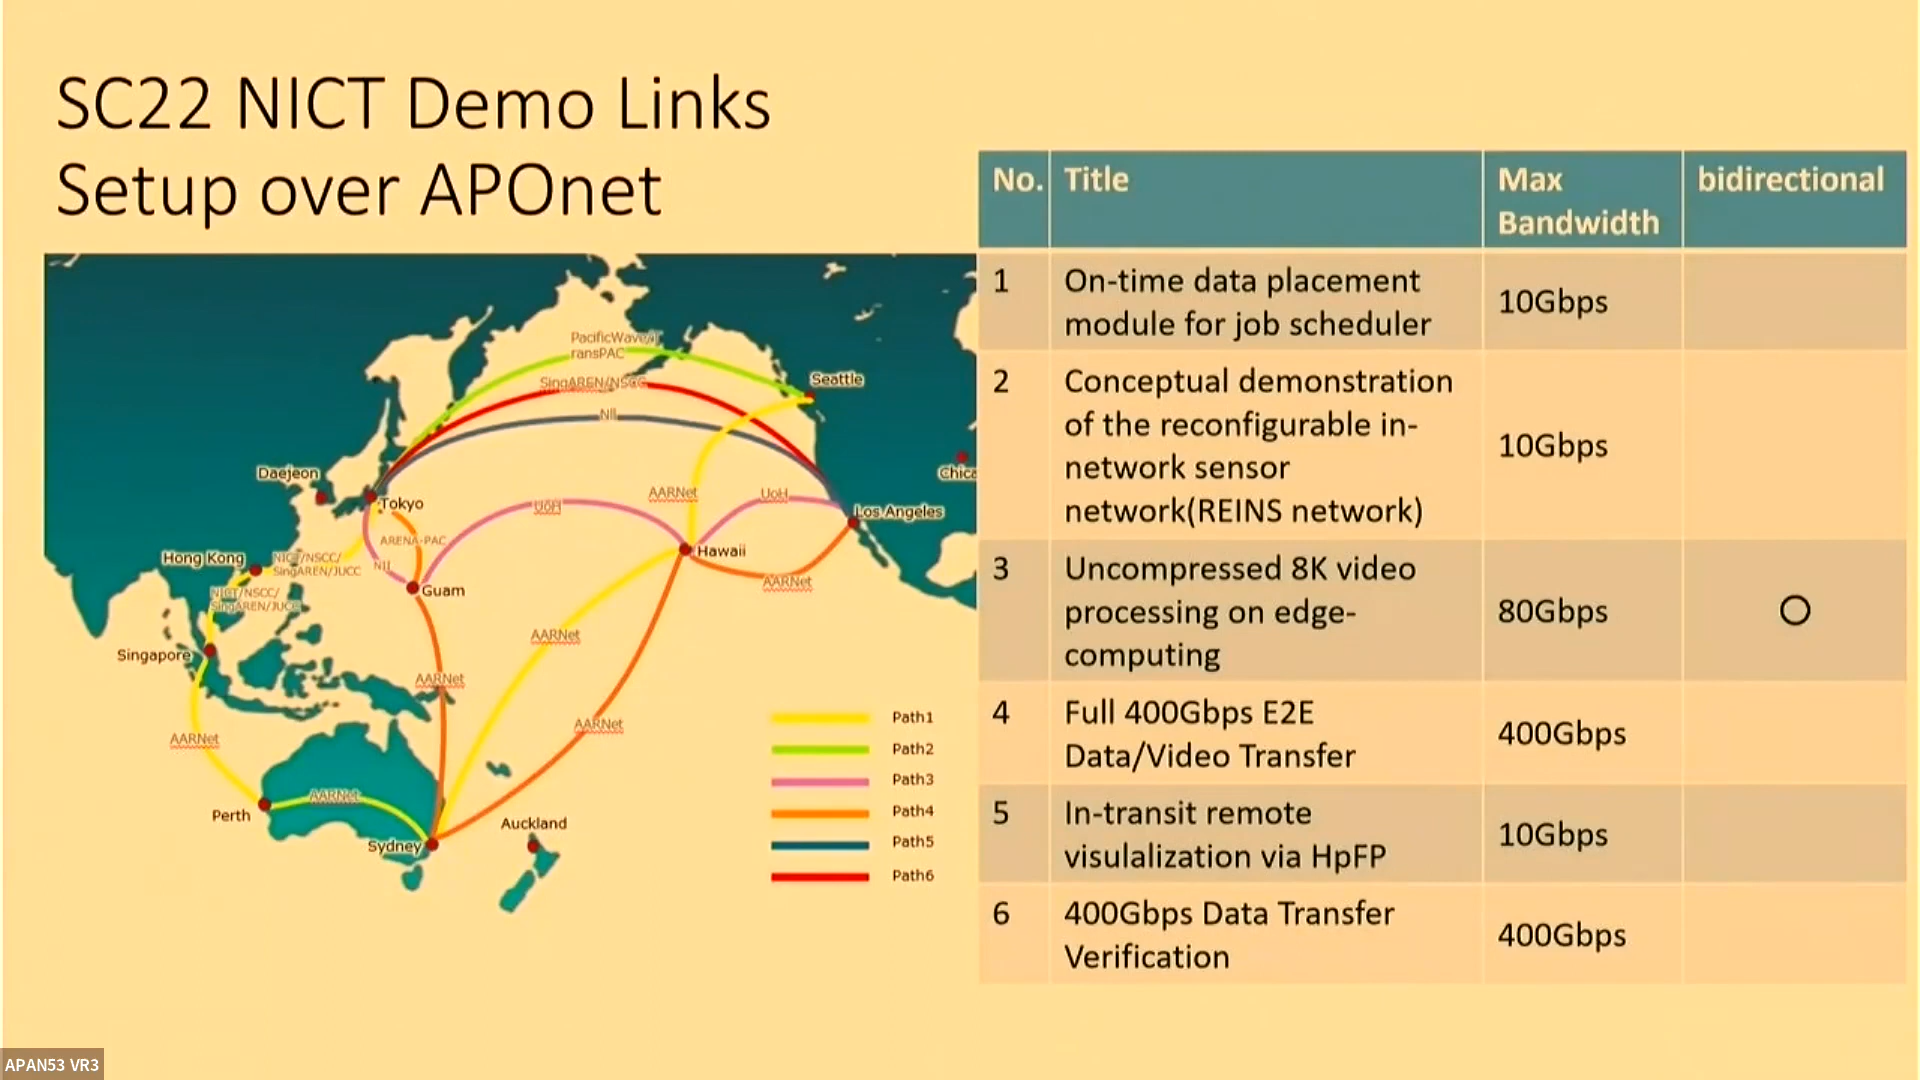 SC22 NICT Demo Links
Setup over APOnet
No.
Title
Max
Bandwidth
bidirectional
1
On-time data placement
module for job scheduler
10Gbps
2
Conceptual demonstration
of the reconfigurable in-
network sensor
network(REINS network)
10Gbps
3
Uncompressed 8K video
processing on edge-
computing
80Gbps
○
4
Full 400Gbps E2E
Data/Video Transfer
400Gbps
5
In-transit remote
visulalization via HpFP
10Gbps
6
400Gbps Data Transfer
Verification
400Gbps
PacificWave/T
ransPAC
SingAREN/NSCC
NII
Seattle
Daejeon
Tokyo
Chica
AARNet
UoH
UoH
Los Angeles
ARENA-PAC
Hong Kong
NICT/NSCC/
SingAREN/JUCC
NII
Hawaii
AARNet
Guam
NICT/NSCC/
SingAREN/JUCC
AARNet
Singapore
AARNet
AARNet
AARNet
AARNet
Perth
Sydney
Auckland
Path1
Path2
Path3
Path4
Path5
Path6
APAN53 VR3